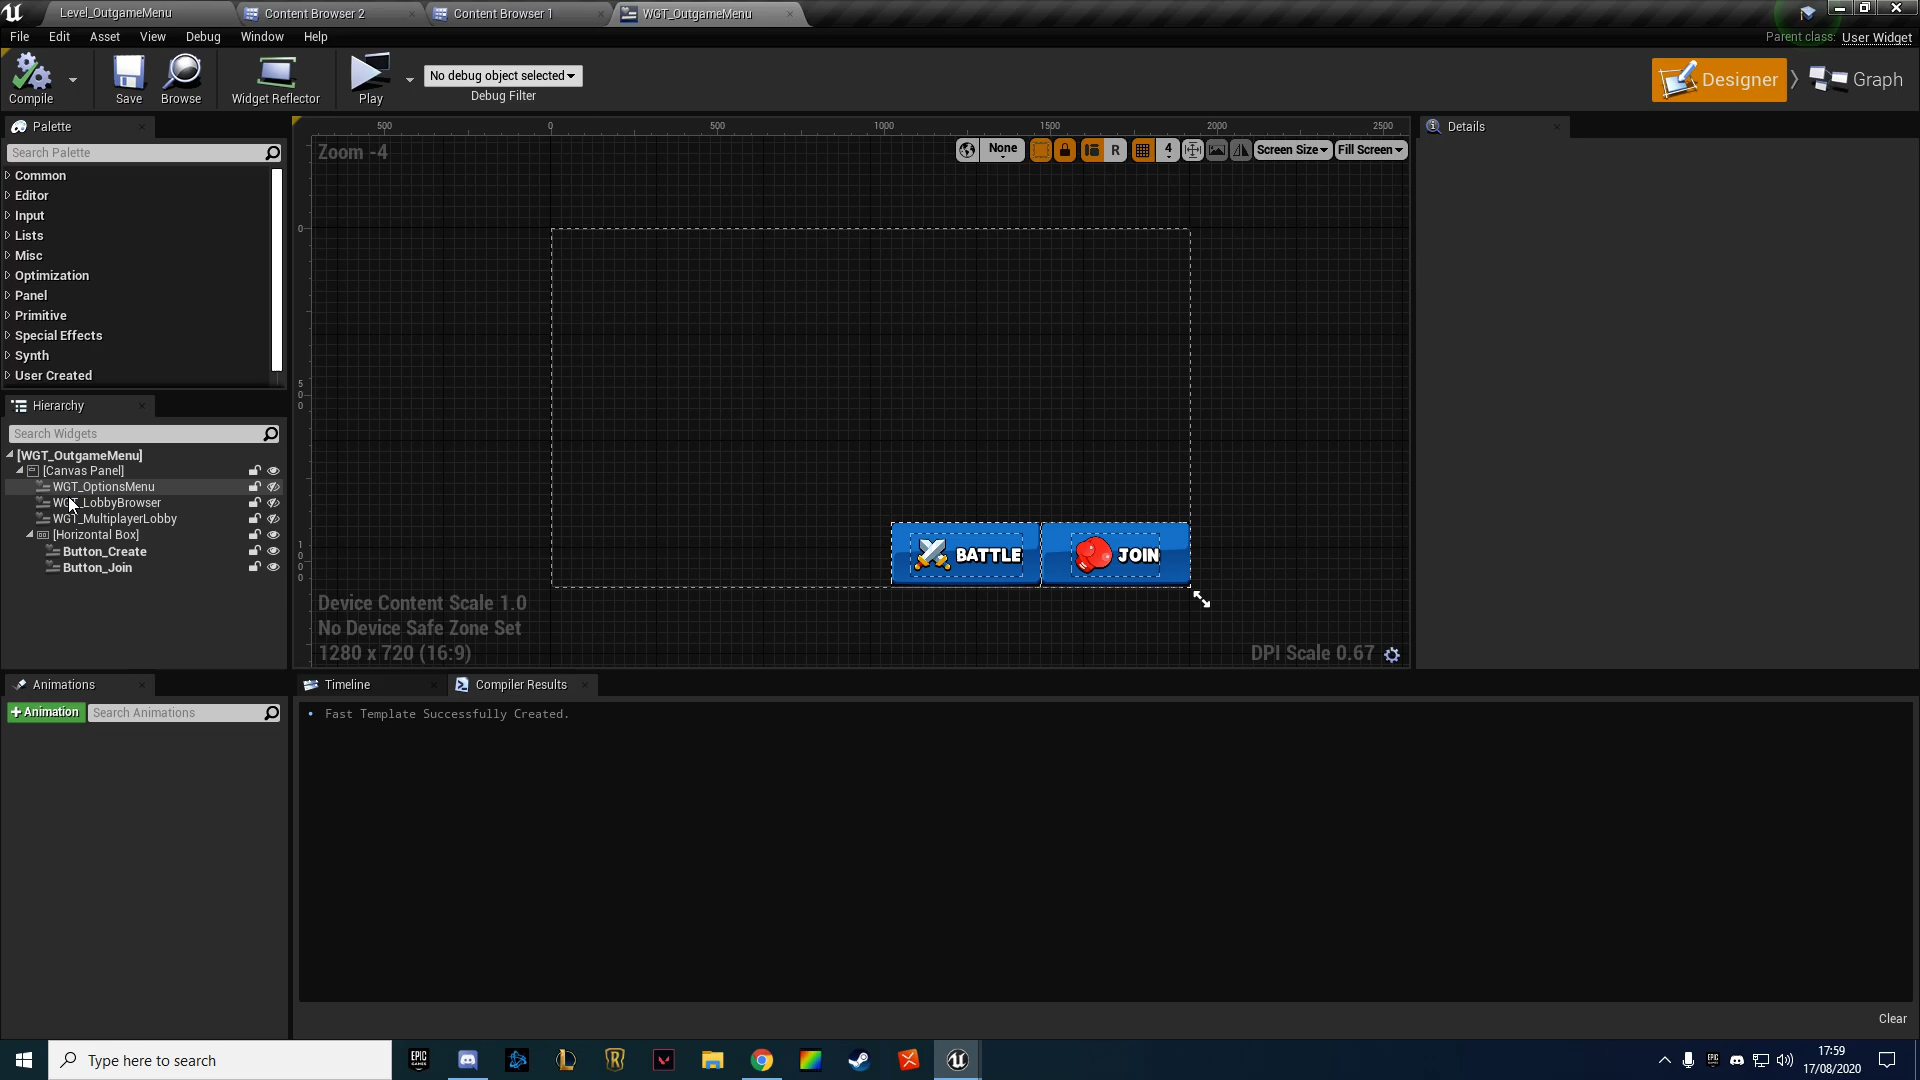 Level_OutgameMenu
Content Browser 2
Content Browser 1
WGT_OutgameMenu
File Edit Asset View Debug Window Help
Parent class: User Widget
Compile
Save
Browse
Widget Reflector
Play
No debug object selected
Debug Filter
Designer
Graph
Palette
Search Palette
Common
Editor
Input
Lists
Misc
Optimization
Panel
Primitive
Special Effects
Synth
User Created
Hierarchy
Search Widgets
[WGT_OutgameMenu]
[Canvas Panel]
WGT_OptionsMenu
WGT_LobbyBrowser
WGT_MultiplayerLobby
[Horizontal Box]
Button_Create
Button_Join
Animations
+Animation
Search Animations
500 0 500 1000 1500 2000 2500
Zoom -4
None
R
4
Screen Size
Fill Screen
0
500
1000
BATTLE
JOIN
Device Content Scale 1.0
No Device Safe Zone Set
1280 x 720 (16:9)
DPI Scale 0.67
Details
Timeline
Compiler Results
• Fast Template Successfully Created.
Clear
Type here to search
EPIC GAMES
17:59
17/08/2020